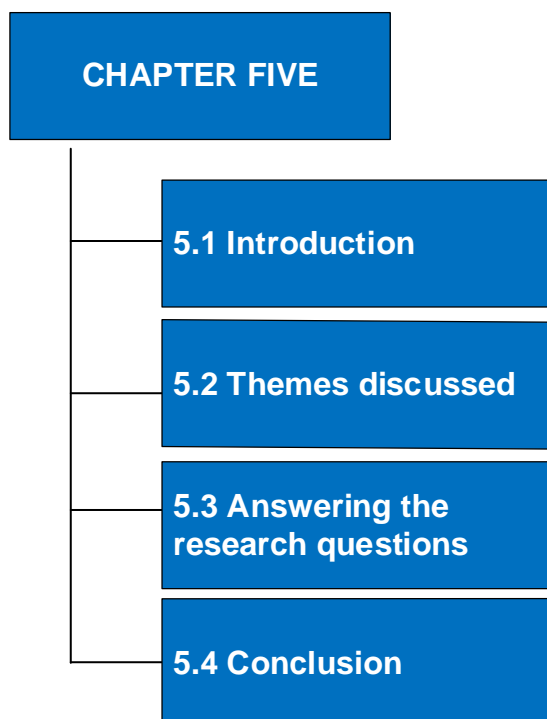 CHAPTER FIVE
5.1 Introduction
5.2 Themes discussed
5.3 Answering the
research questions
5.4 Conclusion